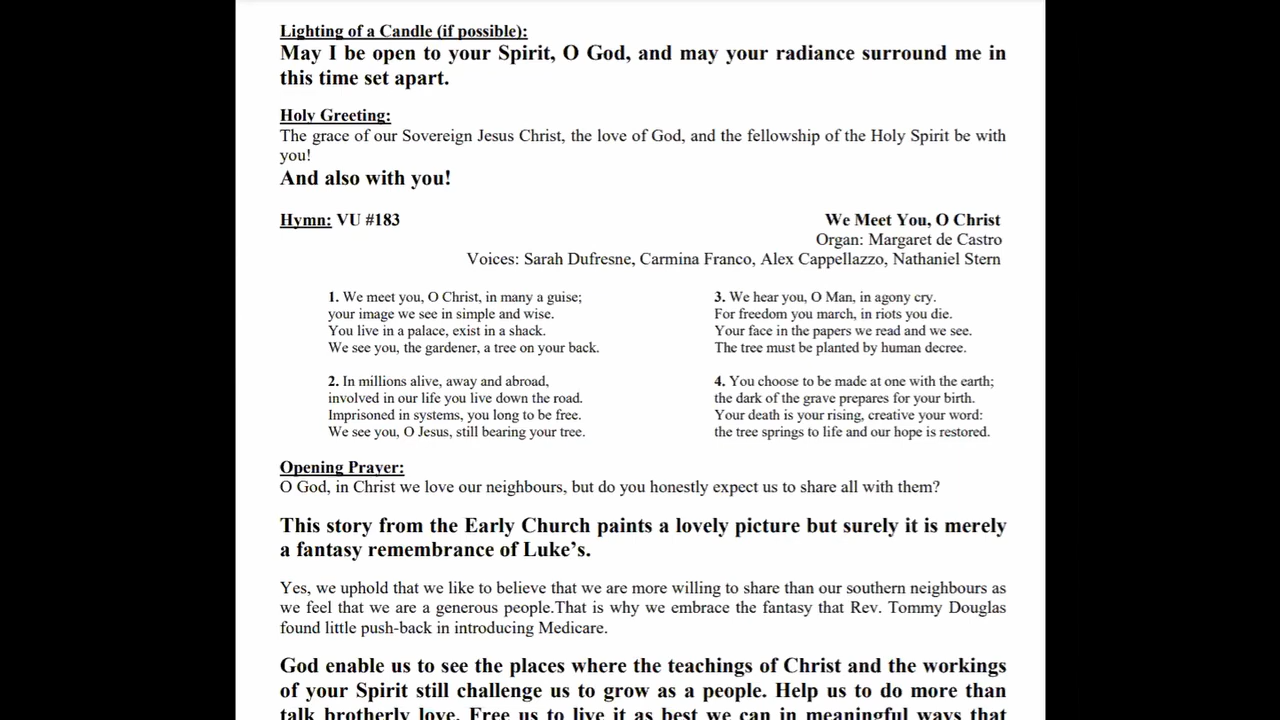 Lighting of a Candle (if possible):
May I be open to your Spirit, O God, and may your radiance surround me in
this time set apart.
Holy Greeting:
The grace of our Sovereign Jesus Christ, the love of God, and the fellowship of the Holy Spirit be with
you!
And also with you!
Hymn: VU #183 We Meet You, O Christ
Organ: Margaret de Castro
Voices: Sarah Dufresne, Carmina Franco, Alex Cappellazzo, Nathaniel Stern
1. We meet you, O Christ, in many a guise;
your image we see in simple and wise.
You live in a palace, exist in a shack.
We see you, the gardener, a tree on your back.
2. In millions alive, away and abroad,
involved in our life you live down the road.
Imprisoned in systems, you long to be free.
We see you, O Jesus, still bearing your tree.
3. We hear you, O Man, in agony cry.
For freedom you march, in riots you die.
Your face in the papers we read and we see.
The tree must be planted by human decree.
4. You choose to be made at one with the earth;
the dark of the grave prepares for your birth.
Your death is your rising, creative your word:
the tree springs to life and our hope is restored.
Opening Prayer:
O God, in Christ we love our neighbours, but do you honestly expect us to share all with them?
This story from the Early Church paints a lovely picture but surely it is merely
a fantasy remembrance of Luke's.
Yes, we uphold that we like to believe that we are more willing to share than our southern neighbours as
we feel that we are a generous people.That is why we embrace the fantasy that Rev. Tommy Douglas
found little push-back in introducing Medicare.
God enable us to see the places where the teachings of Christ and the workings
of your Spirit still challenge us to grow as a people. Help us to do more than
talk brotherly love. Free us to live it as best we can in meaningful ways that